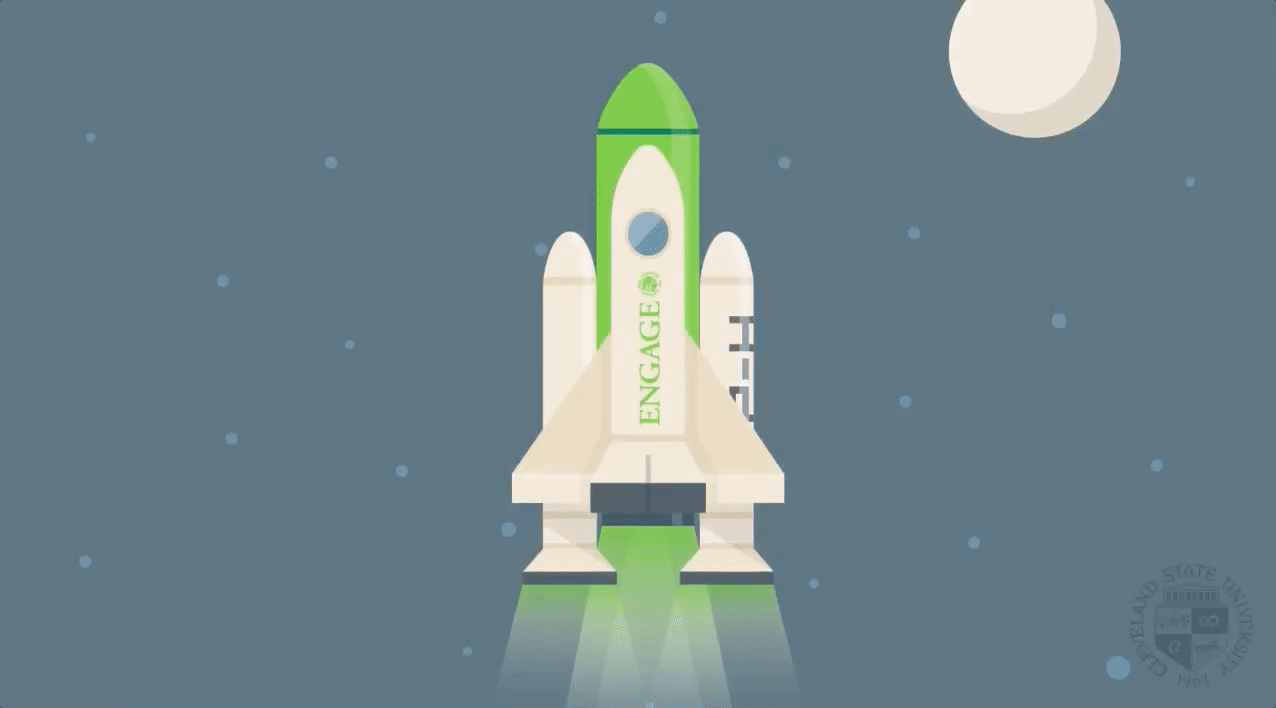 ENGAGE
CLEVELAND STATE UNIVERSITY
1964